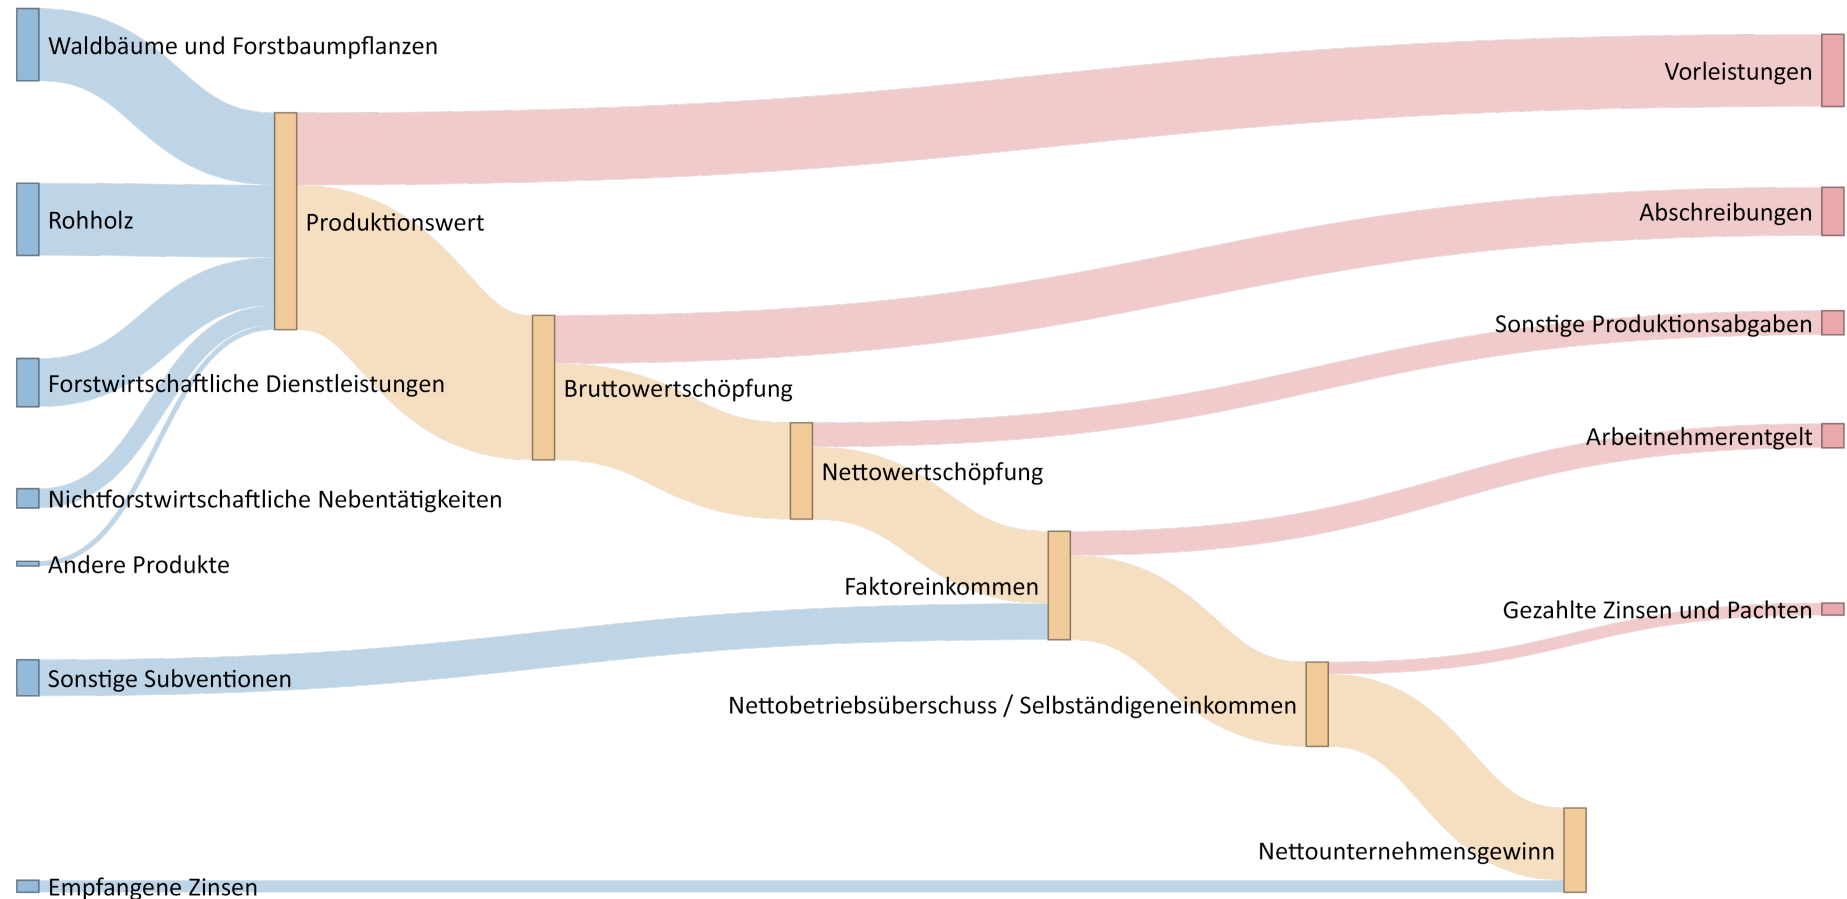 Waldbäume und Forstbaumpflanzen
Vorleistungen
Rohholz
Produktionswert
Abschreibungen
Sonstige Produktionsabgaben
Forstwirtschaftliche Dienstleistungen
Bruttowertschöpfung
Arbeitnehmerentgelt
Nettowertschöpfung
Nichtforstwirtschaftliche Nebentätigkeiten
Andere Produkte
Faktoreinkommen
Gezahlte Zinsen und Pachten
Sonstige Subventionen
Nettobetriebsüberschuss / Selbständigeneinkommen
Nettounternehmensgewinn
Empfangene Zinsen